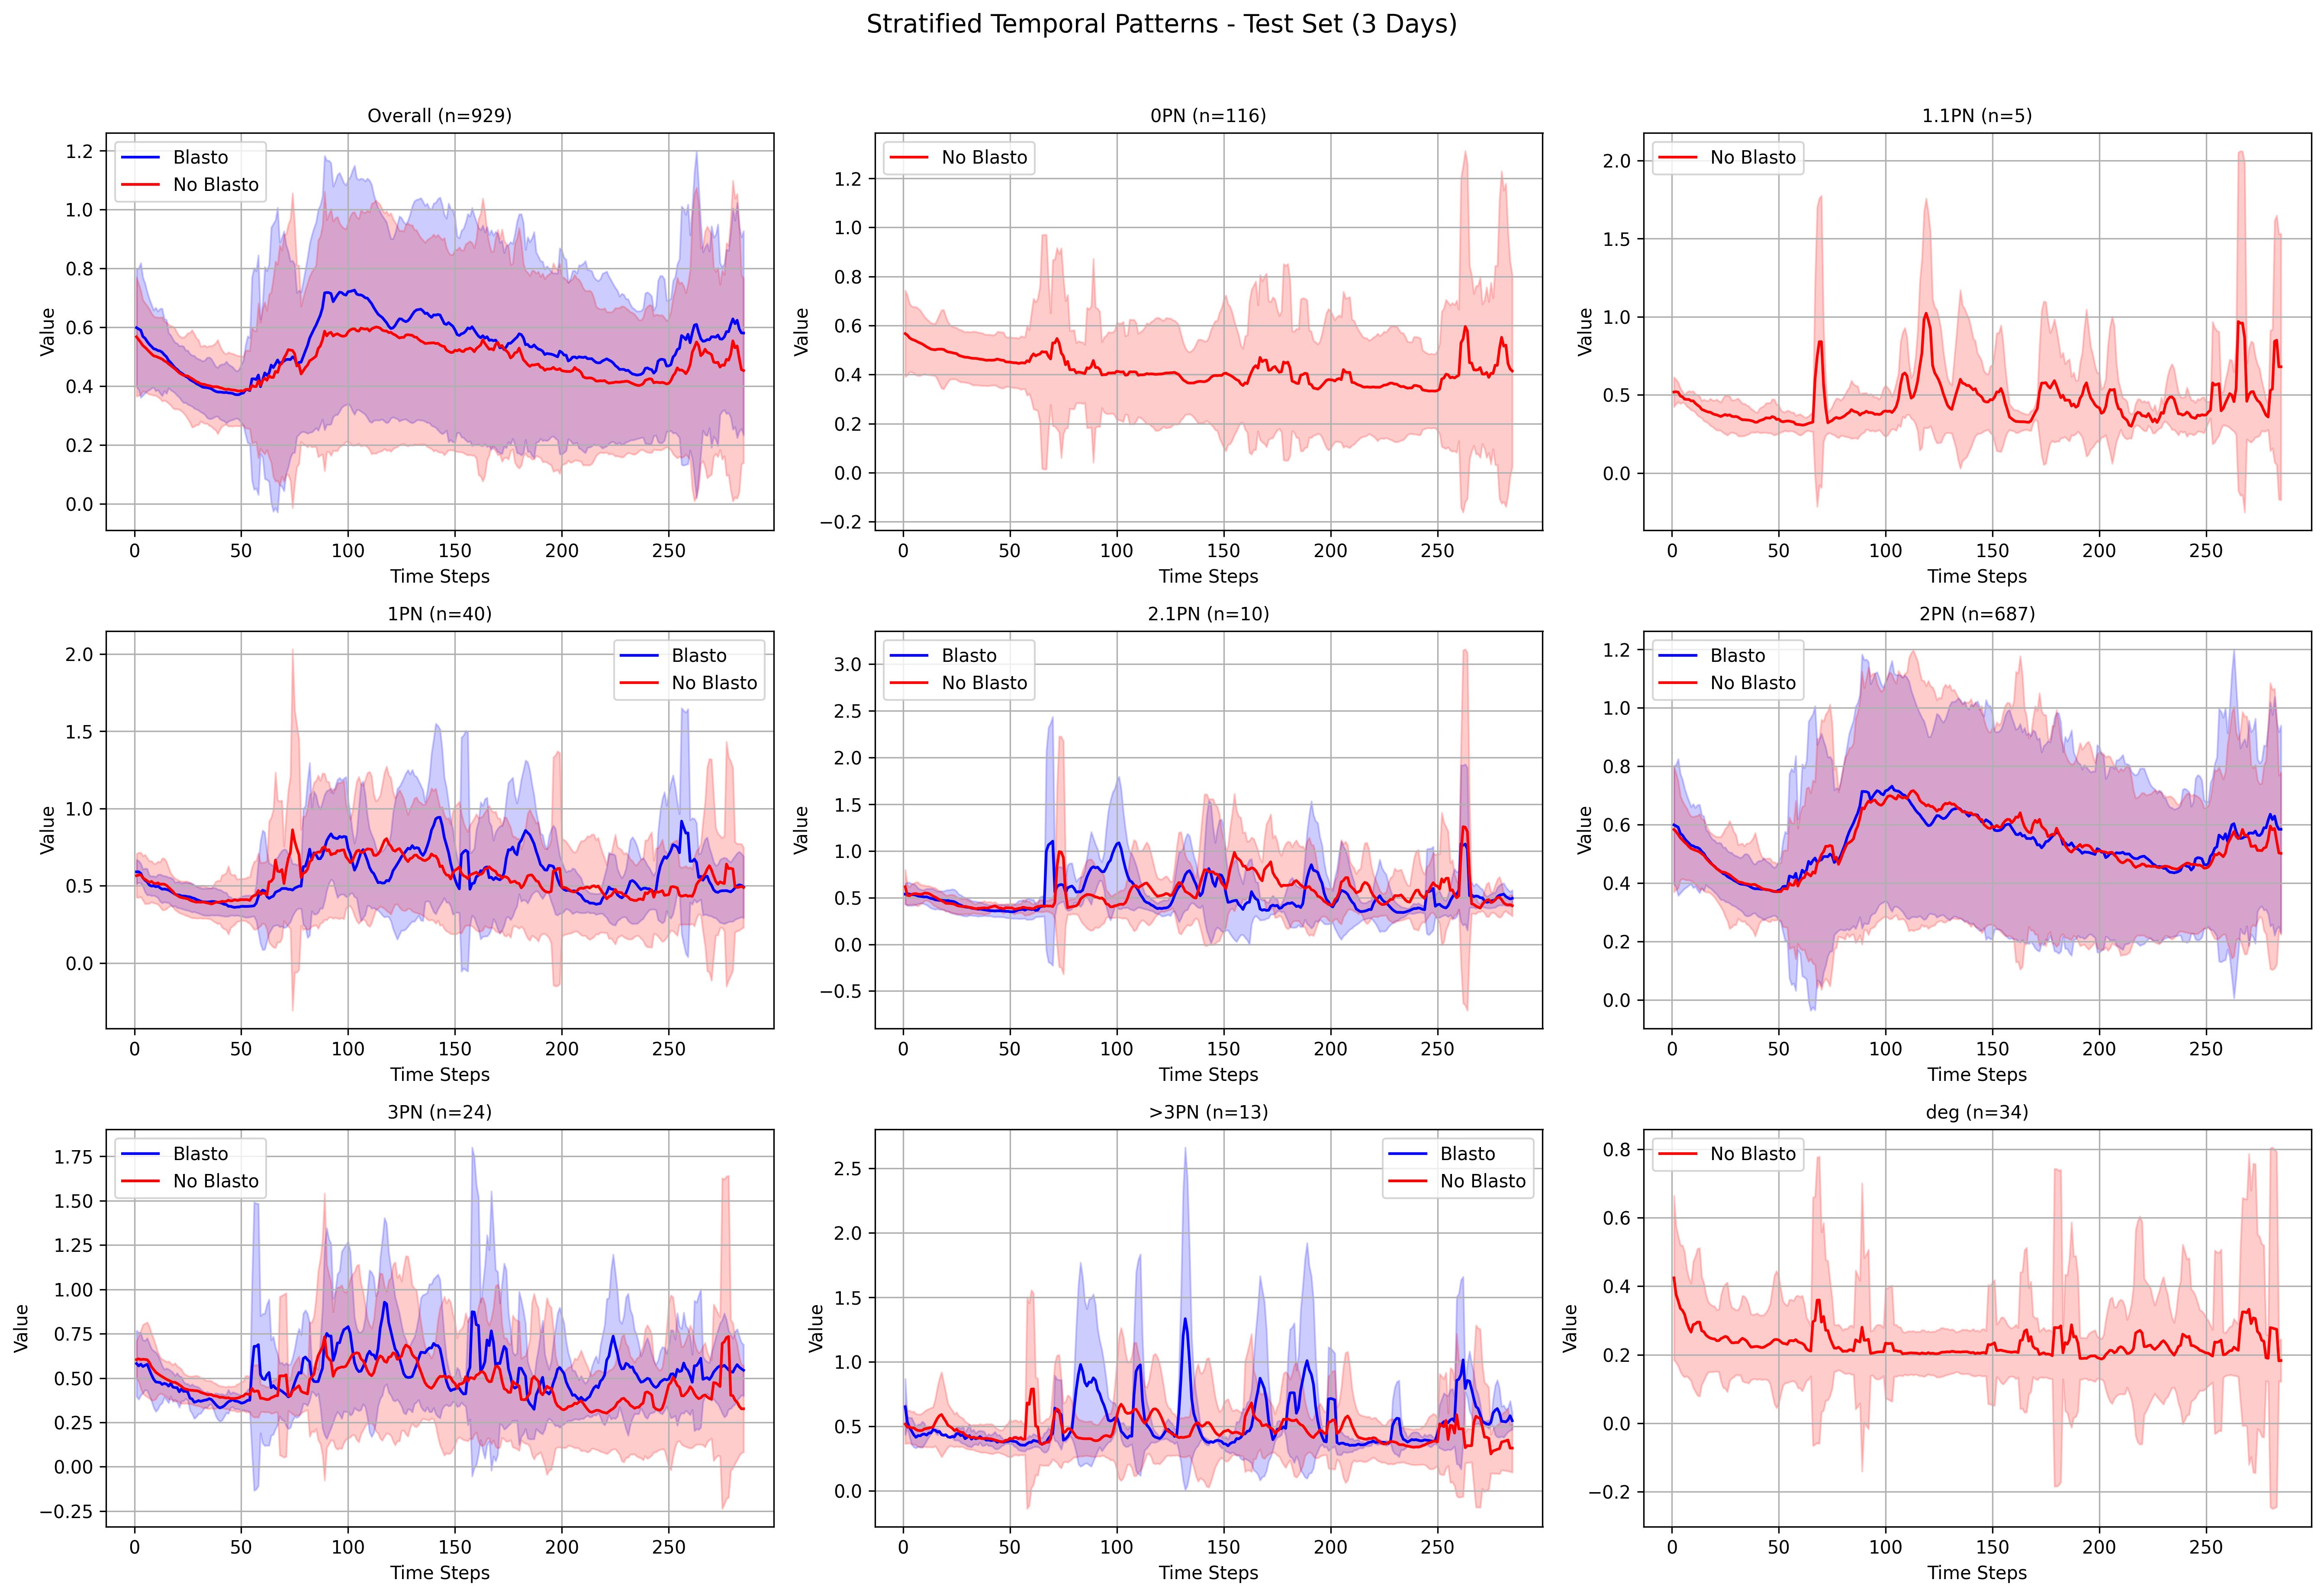 Stratified Temporal Patterns - Test Set (3 Days)
Overall (n=929)
Value
1.2
1.0
0.8
0.6
0.4
0.2
0.0
Blasto
No Blasto
0 50 100 150 200 250
Time Steps
0PN (n=116)
Value
1.2
1.0
0.8
0.6
0.4
0.2
0.0
−0.2
No Blasto
0 50 100 150 200 250
Time Steps
1.1PN (n=5)
Value
2.0
1.5
1.0
0.5
0.0
No Blasto
0 50 100 150 200 250
Time Steps
1PN (n=40)
Value
2.0
1.5
1.0
0.5
0.0
Blasto
No Blasto
0 50 100 150 200 250
Time Steps
2.1PN (n=10)
Value
3.0
2.5
2.0
1.5
1.0
0.5
0.0
−0.5
Blasto
No Blasto
0 50 100 150 200 250
Time Steps
2PN (n=687)
Value
1.2
1.0
0.8
0.6
0.4
0.2
0.0
Blasto
No Blasto
0 50 100 150 200 250
Time Steps
3PN (n=24)
Value
1.75
1.50
1.25
1.00
0.75
0.50
0.25
0.00
−0.25
Blasto
No Blasto
0 50 100 150 200 250
Time Steps
>3PN (n=13)
Value
2.5
2.0
1.5
1.0
0.5
0.0
Blasto
No Blasto
0 50 100 150 200 250
Time Steps
deg (n=34)
Value
0.8
0.6
0.4
0.2
0.0
−0.2
No Blasto
0 50 100 150 200 250
Time Steps